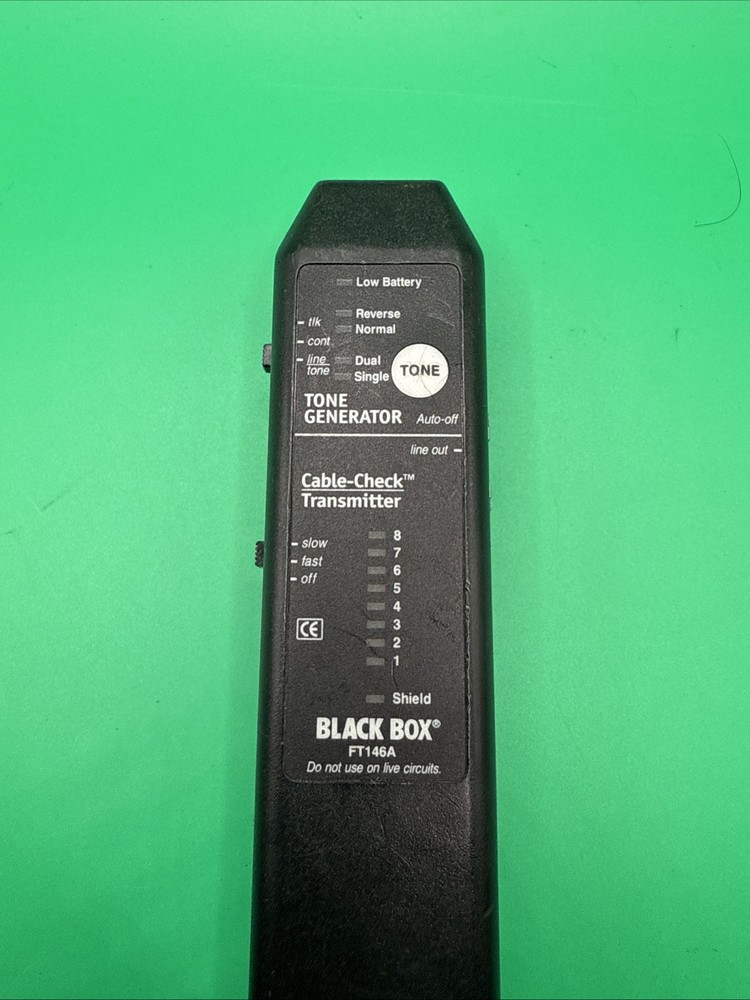 Low Battery
Reverse
tlk
Normal
cont
line
Dual
tone
Single
TONE
TONE
GENERATOR
Auto-off
line out
Cable-Check™
Transmitter
8
slow
7
fast
6
off
5
4
CE
3
2
1
Shield
BLACK BOX®
FT146A
Do not use on live circuits.